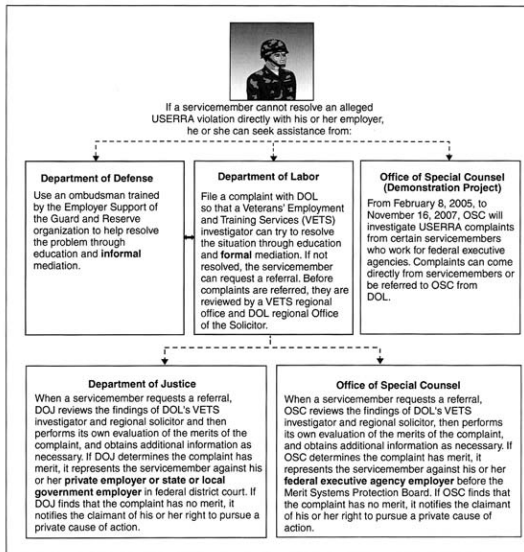 If a servicemember cannot resolve an alleged
USERRA violation directly with his or her employer,
he or she can seek assistance from:
Department of Defense
Use an ombudsman trained
by the Employer Support of
the Guard and Reserve
organization to help resolve
the problem through
education and informal
mediation.
Department of Labor
File a complaint with DOL
so that a Veterans' Employment
and Training Services (VETS)
investigator can try to resolve
the situation through education
and formal mediation. If not
resolved, the servicemember
can request a referral. Before
complaints are referred, they are
reviewed by a VETS regional
office and DOL regional Office
of the Solicitor.
Office of Special Counsel
(Demonstration Project)
From February 8, 2005, to
November 16, 2007, OSC will
investigate USERRA complaints
from certain servicemembers
who work for federal executive
agencies. Complaints can come
directly from servicemembers or
be referred to OSC from
DOL.
Department of Justice
When a servicemember requests a referral,
DOJ reviews the findings of DOL's VETS
investigator and regional solicitor and then
performs its own evaluation of the merits of the
complaint, and obtains additional information as
necessary. If DOJ determines the complaint has
merit, it represents the servicemember against his
or her private employer or state or local
government employer in federal district court. If
DOJ finds that the complaint has no merit, it
notifies the claimant of his or her right to pursue a
private cause of action.
Office of Special Counsel
When a servicemember requests a referral,
OSC reviews the findings of DOL's VETS
investigator and regional solicitor, then performs
its own evaluation of the merits of the complaint,
and obtains additional information as necessary. If
OSC determines the complaint has merit, it
represents the servicemember against his or her
federal executive agency employer before the
Merit Systems Protection Board. If OSC finds that
the complaint has no merit, it notifies the claimant
of his or her right to pursue a private cause of
action.